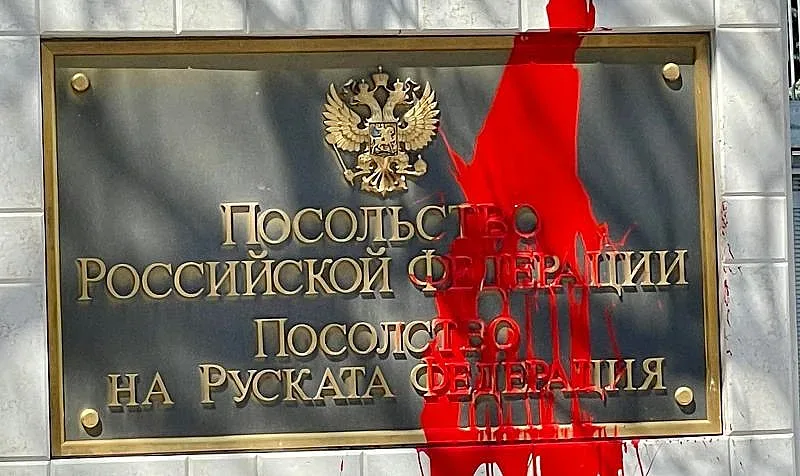 ПОСОЛЬСТВО
РОССИЙСКОЙ ФЕДЕРАЦИИ
ПОСОЛСТВО
НА РУСКАТА ФЕДЕРАЦИЯ